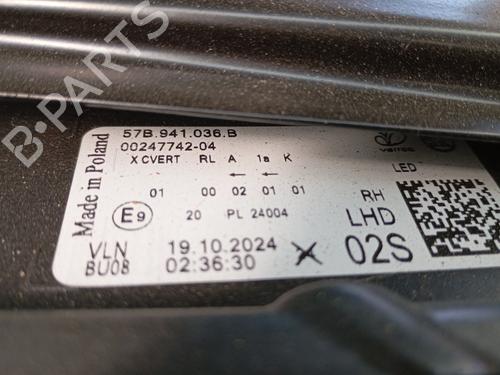 57B.941.036.B
00247742-04
X CVERT RL A 1a K
← ←
01 00 02 01 01
E9
20 PL 24004
VLN 19.10.2024
BU08 02:36:30
Made in Poland
LED
RH
LHD
02S
B-PARTS